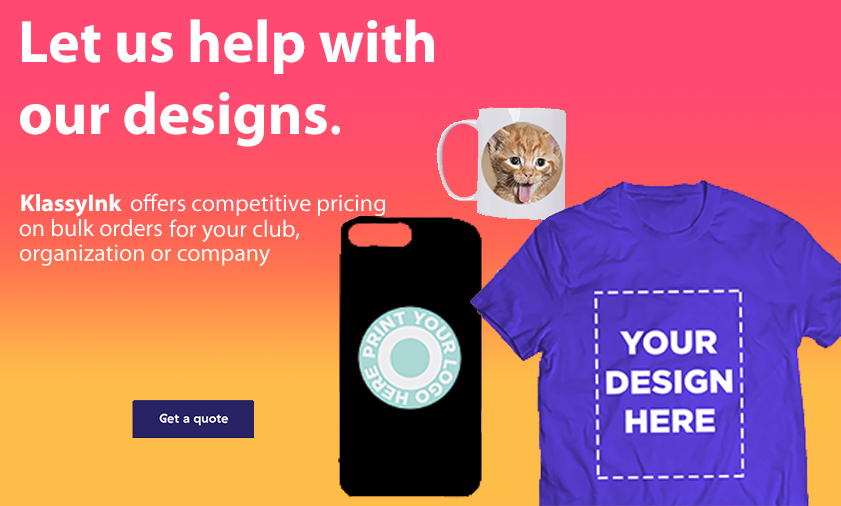 Let us help with
our designs.
KlassyInk offers competitive pricing
on bulk orders for your club,
organization or company
Get a quote
PRINT YOUR LOGO HERE
YOUR
DESIGN
HERE